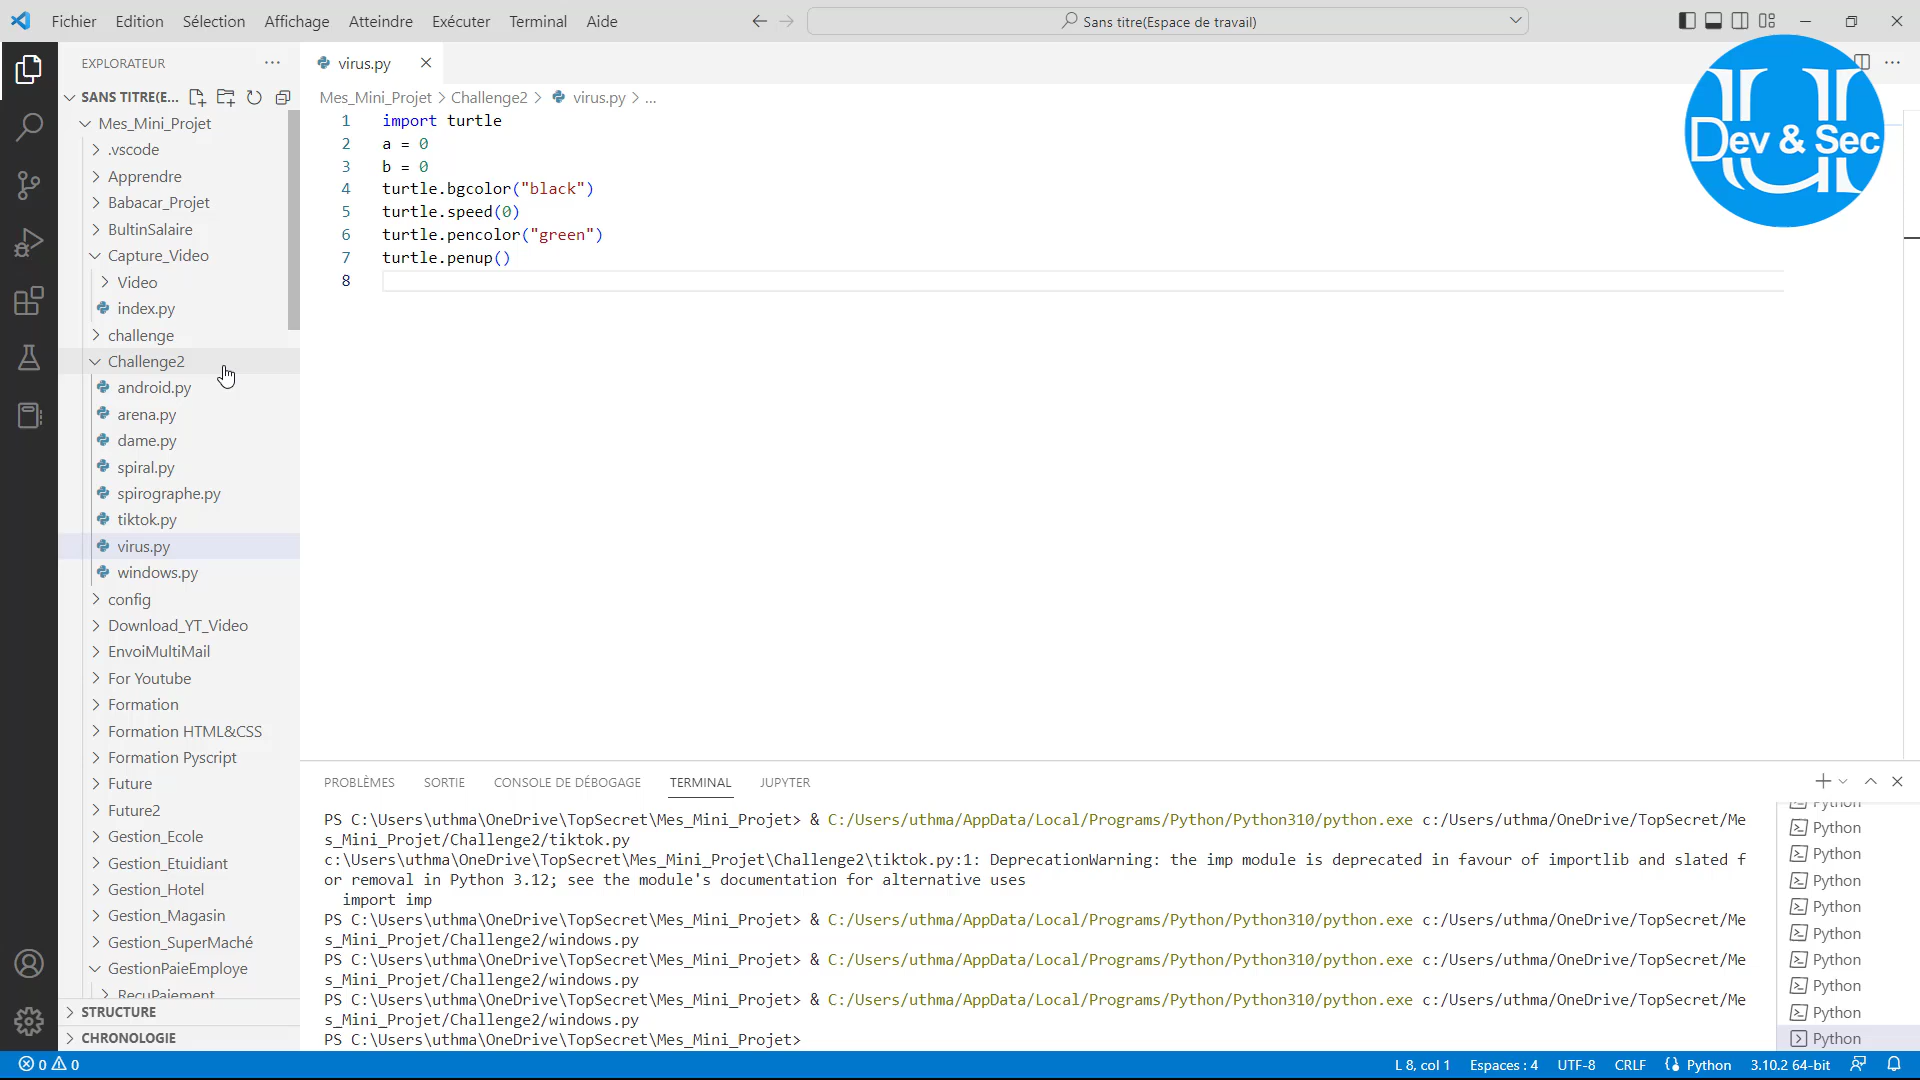 Fichier Edition Sélection Affichage Atteindre Exécuter Terminal Aide
Sans titre(Espace de travail)
EXPLORATEUR
SANS TITRE(E...
Mes_Mini_Projet
.vscode
Apprendre
Babacar_Projet
BultinSalaire
Capture_Video
Video
index.py
challenge
Challenge2
android.py
arena.py
dame.py
spiral.py
spirographe.py
tiktok.py
virus.py
windows.py
config
Download_YT_Video
EnvoiMultiMail
For Youtube
Formation
Formation HTML&CSS
Formation Pyscript
Future
Future2
Gestion_Ecole
Gestion_Etuidiant
Gestion_Hotel
Gestion_Magasin
Gestion_SuperMaché
GestionPaieEmploye
RecuPaiement
STRUCTURE
CHRONOLOGIE
virus.py
Mes_Mini_Projet > Challenge2 > virus.py > ...
1 import turtle
2 a = 0
3 b = 0
4 turtle.bgcolor("black")
5 turtle.speed(0)
6 turtle.pencolor("green")
7 turtle.penup()
8
U
Dev & Sec
PROBLÈMES SORTIE CONSOLE DE DÉBOGAGE TERMINAL JUPYTER
PS C:\Users\uthma\OneDrive\TopSecret\Mes_Mini_Projet> & C:/Users/uthma/AppData/Local/Programs/Python/Python310/python.exe c:/Users/uthma/OneDrive/TopSecret/Me
s_Mini_Projet/Challenge2/tiktok.py
c:\Users\uthma\OneDrive\TopSecret\Mes_Mini_Projet\Challenge2\tiktok.py:1: DeprecationWarning: the imp module is deprecated in favour of importlib and slated f
or removal in Python 3.12; see the module's documentation for alternative uses
import imp
PS C:\Users\uthma\OneDrive\TopSecret\Mes_Mini_Projet> & C:/Users/uthma/AppData/Local/Programs/Python/Python310/python.exe c:/Users/uthma/OneDrive/TopSecret/Me
s_Mini_Projet/Challenge2/windows.py
PS C:\Users\uthma\OneDrive\TopSecret\Mes_Mini_Projet> & C:/Users/uthma/AppData/Local/Programs/Python/Python310/python.exe c:/Users/uthma/OneDrive/TopSecret/Me
s_Mini_Projet/Challenge2/windows.py
PS C:\Users\uthma\OneDrive\TopSecret\Mes_Mini_Projet> & C:/Users/uthma/AppData/Local/Programs/Python/Python310/python.exe c:/Users/uthma/OneDrive/TopSecret/Me
s_Mini_Projet/Challenge2/windows.py
PS C:\Users\uthma\OneDrive\TopSecret\Mes_Mini_Projet>
Python
Python
Python
Python
Python
Python
Python
Python
Python
Python
0 0
L 8, col 1 Espaces : 4 UTF-8 CRLF Python 3.10.2 64-bit